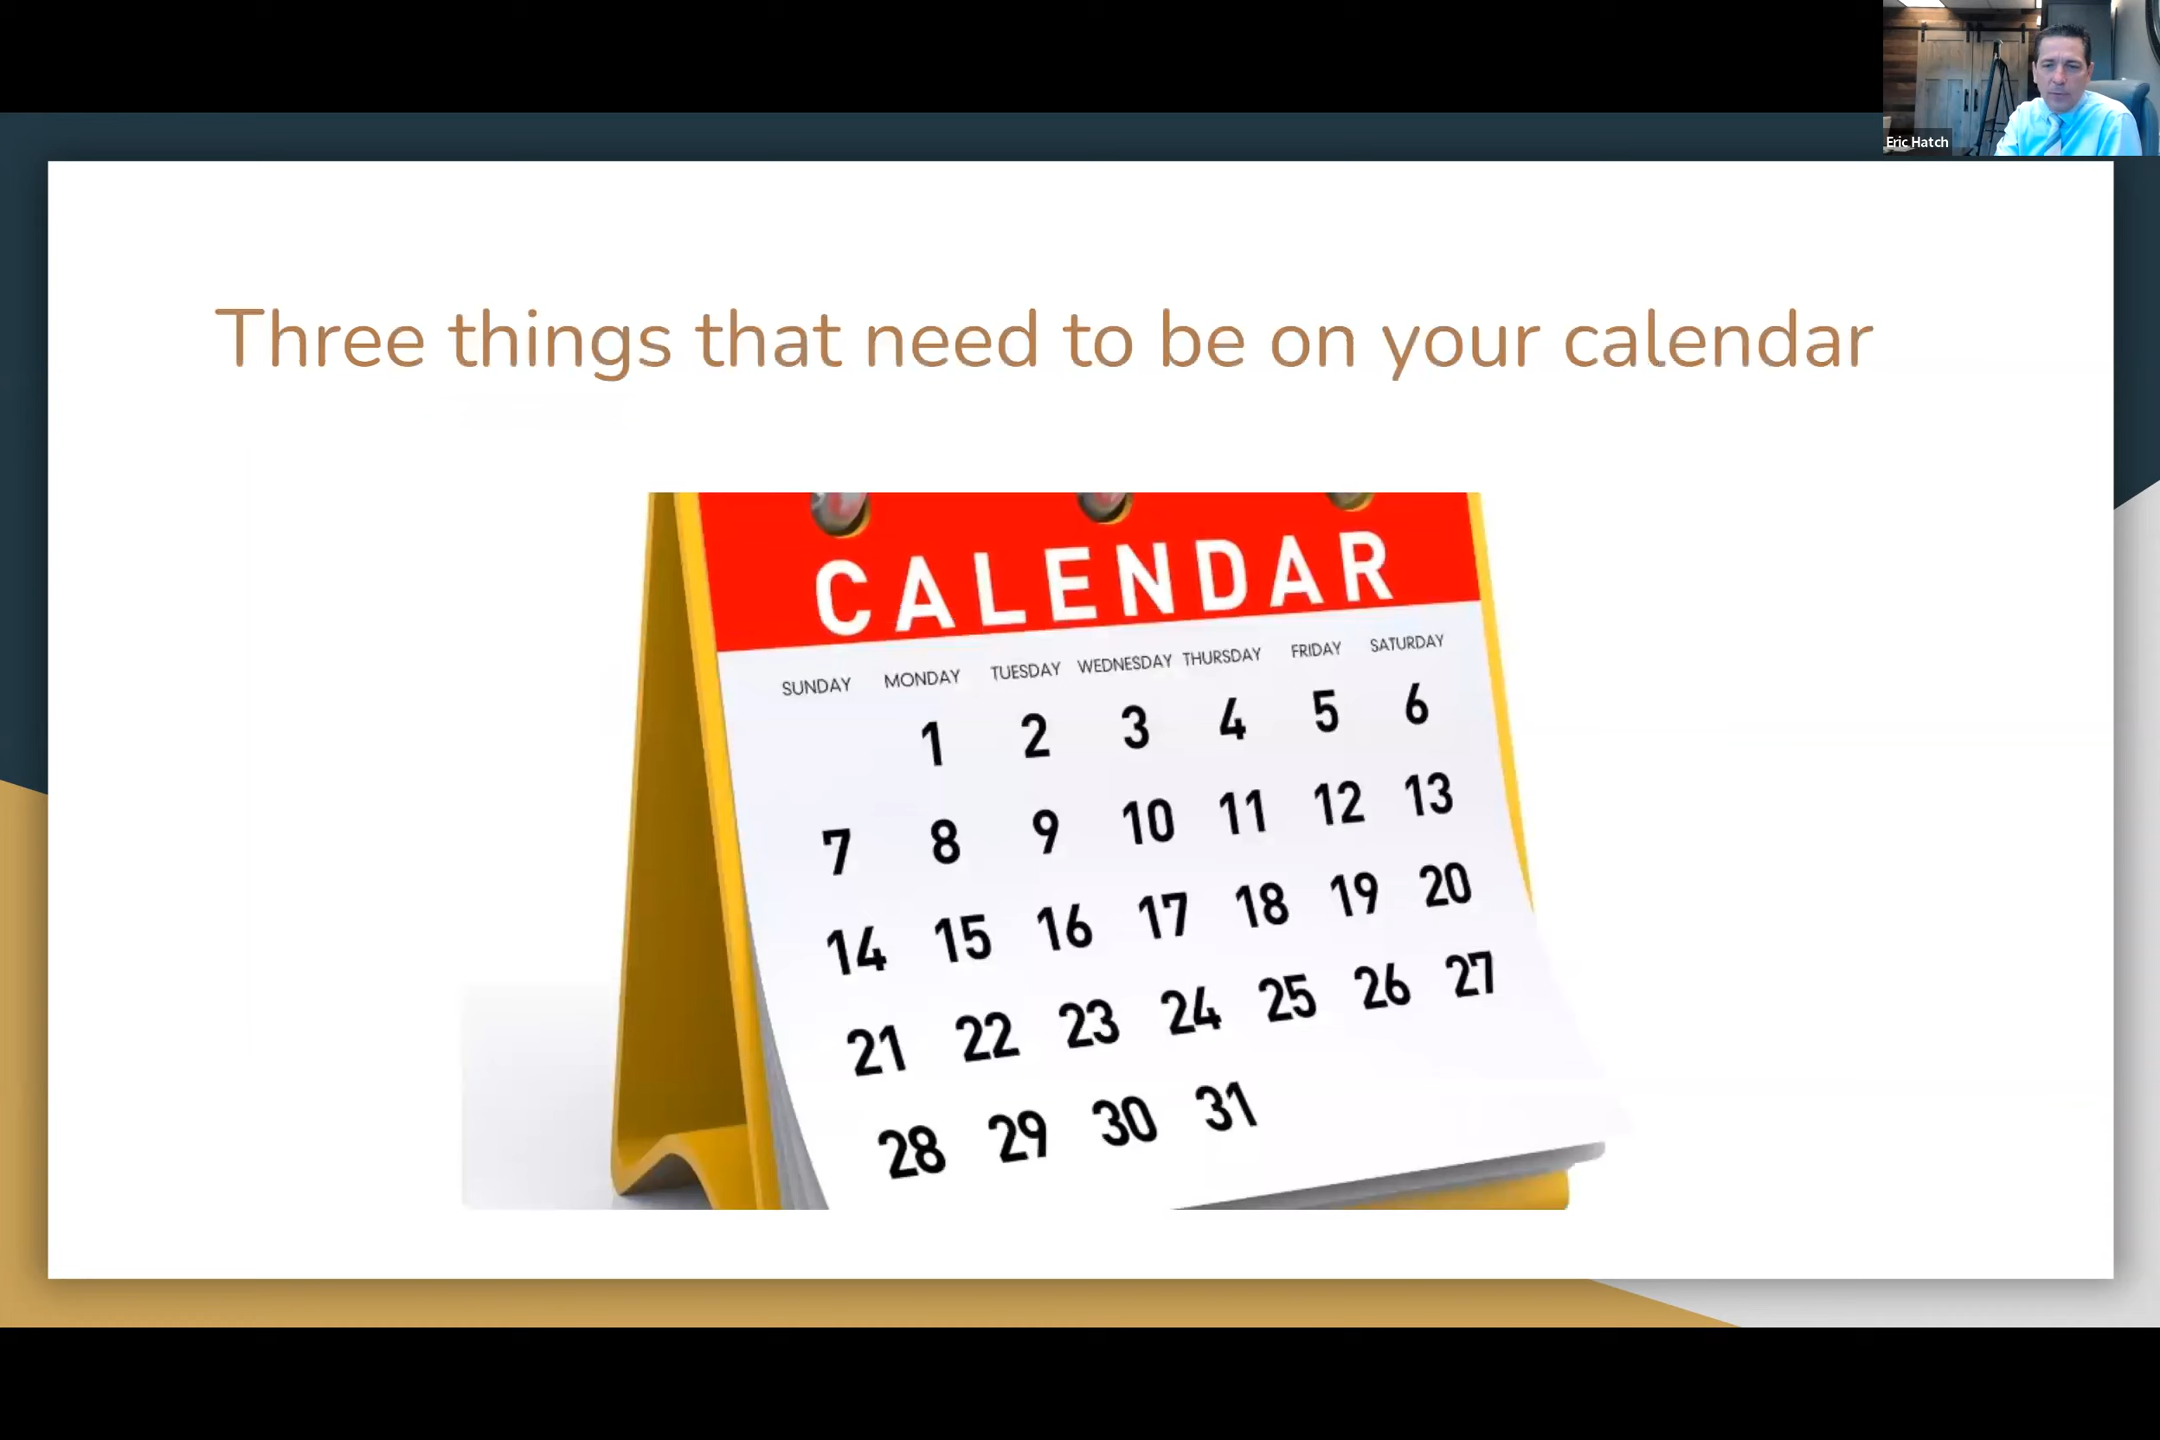 Eric Hatch
Three things that need to be on your calendar
CALENDAR
SUNDAY MONDAY TUESDAY WEDNESDAY THURSDAY FRIDAY SATURDAY
1 2 3 4 5 6
7 8 9 10 11 12 13
14 15 16 17 18 19 20
21 22 23 24 25 26 27
28 29 30 31